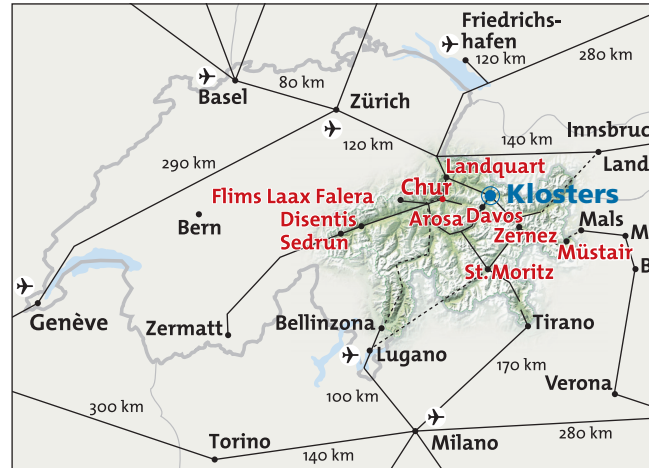 Friedrichs-
hafen
120 km
280 km
80 km
Basel
Zürich
120 km
140 km
Innsbruc
Land
290 km
Landquart
Flims Laax Falera
Chur
Klosters
Disentis
Arosa
Davos
Sedrun
Zernez
Mals
M
Müstair
Bern
St. Moritz
B
Genève
Zermatt
Bellinzona
Tirano
Lugano
170 km
100 km
Verona
300 km
Torino
140 km
Milano
280 km